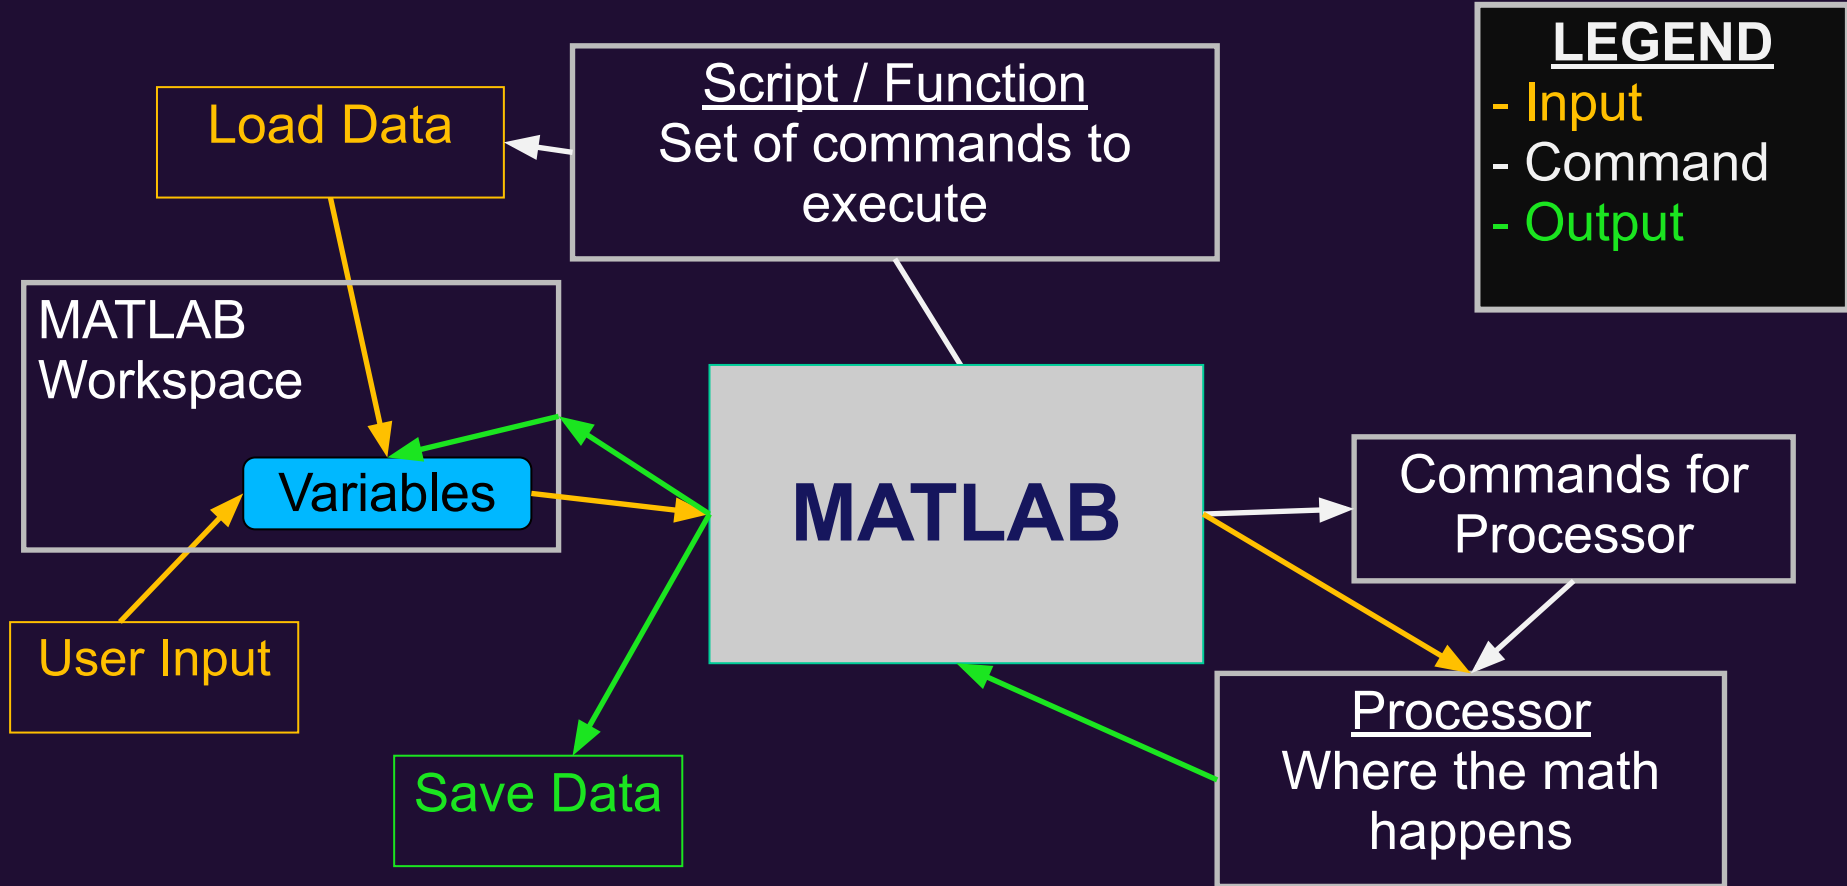 Load Data
Script / Function
Set of commands to
execute
LEGEND
- Input
- Command
- Output
MATLAB
Workspace
Variables
MATLAB
Commands for
Processor
User Input
Save Data
Processor
Where the math
happens